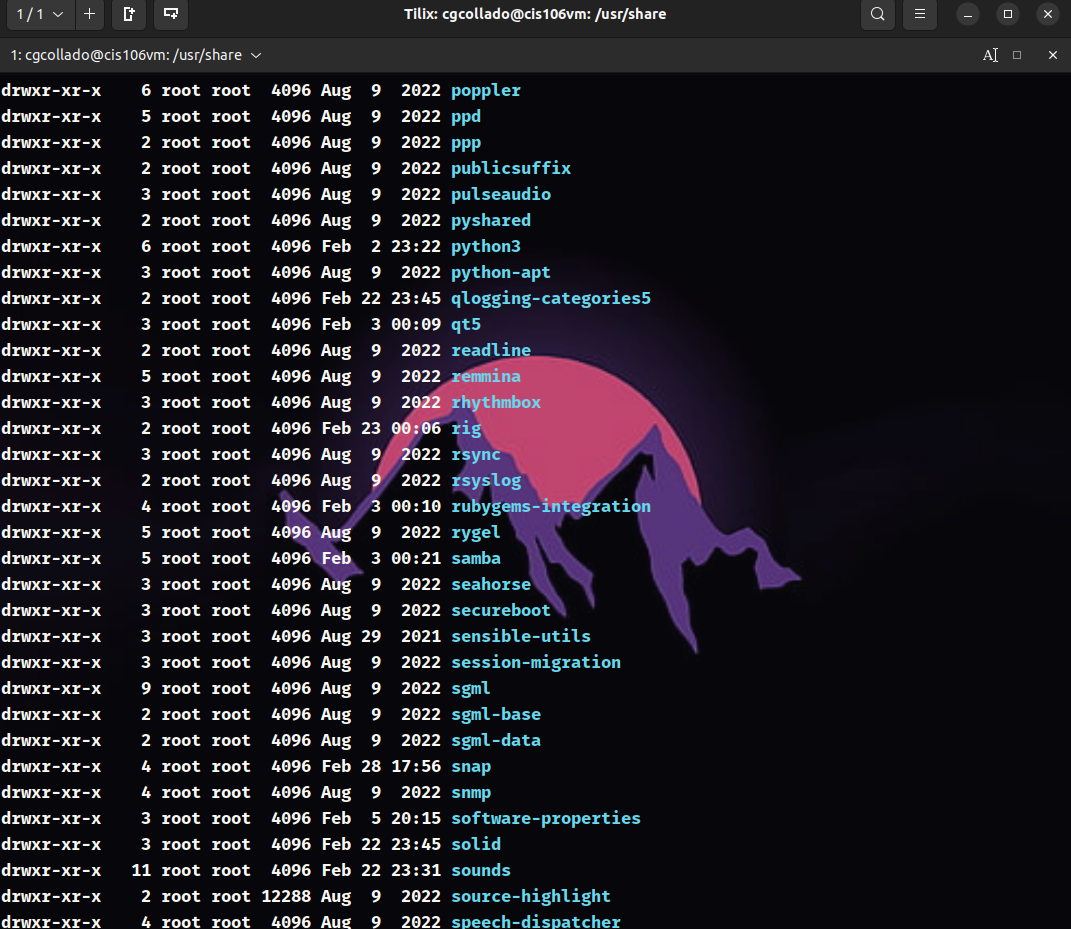 1 / 1
Tilix: cgcollado@cis106vm: /usr/share
1: cgcollado@cis106vm: /usr/share
drwxr-xr-x    6 root root  4096 Aug  9  2022 poppler
drwxr-xr-x    5 root root  4096 Aug  9  2022 ppd
drwxr-xr-x    2 root root  4096 Aug  9  2022 ppp
drwxr-xr-x    2 root root  4096 Aug  9  2022 publicsuffix
drwxr-xr-x    3 root root  4096 Aug  9  2022 pulseaudio
drwxr-xr-x    2 root root  4096 Aug  9  2022 pyshared
drwxr-xr-x    6 root root  4096 Feb  2 23:22 python3
drwxr-xr-x    3 root root  4096 Aug  9  2022 python-apt
drwxr-xr-x    2 root root  4096 Feb 22 23:45 qlogging-categories5
drwxr-xr-x    3 root root  4096 Feb  3 00:09 qt5
drwxr-xr-x    2 root root  4096 Aug  9  2022 readline
drwxr-xr-x    5 root root  4096 Aug  9  2022 remmina
drwxr-xr-x    3 root root  4096 Aug  9  2022 rhythmbox
drwxr-xr-x    2 root root  4096 Feb 23 00:06 rig
drwxr-xr-x    3 root root  4096 Aug  9  2022 rsync
drwxr-xr-x    2 root root  4096 Aug  9  2022 rsyslog
drwxr-xr-x    4 root root  4096 Feb  3 00:10 rubygems-integration
drwxr-xr-x    5 root root  4096 Aug  9  2022 rygel
drwxr-xr-x    5 root root  4096 Feb  3 00:21 samba
drwxr-xr-x    3 root root  4096 Aug  9  2022 seahorse
drwxr-xr-x    3 root root  4096 Aug  9  2022 secureboot
drwxr-xr-x    3 root root  4096 Aug 29  2021 sensible-utils
drwxr-xr-x    3 root root  4096 Aug  9  2022 session-migration
drwxr-xr-x    9 root root  4096 Aug  9  2022 sgml
drwxr-xr-x    2 root root  4096 Aug  9  2022 sgml-base
drwxr-xr-x    2 root root  4096 Aug  9  2022 sgml-data
drwxr-xr-x    4 root root  4096 Feb 28 17:56 snap
drwxr-xr-x    4 root root  4096 Aug  9  2022 snmp
drwxr-xr-x    3 root root  4096 Feb  5 20:15 software-properties
drwxr-xr-x    3 root root  4096 Feb 22 23:45 solid
drwxr-xr-x   11 root root  4096 Feb 22 23:31 sounds
drwxr-xr-x    2 root root 12288 Aug  9  2022 source-highlight
drwxr-xr-x    4 root root  4096 Aug  9  2022 speech-dispatcher